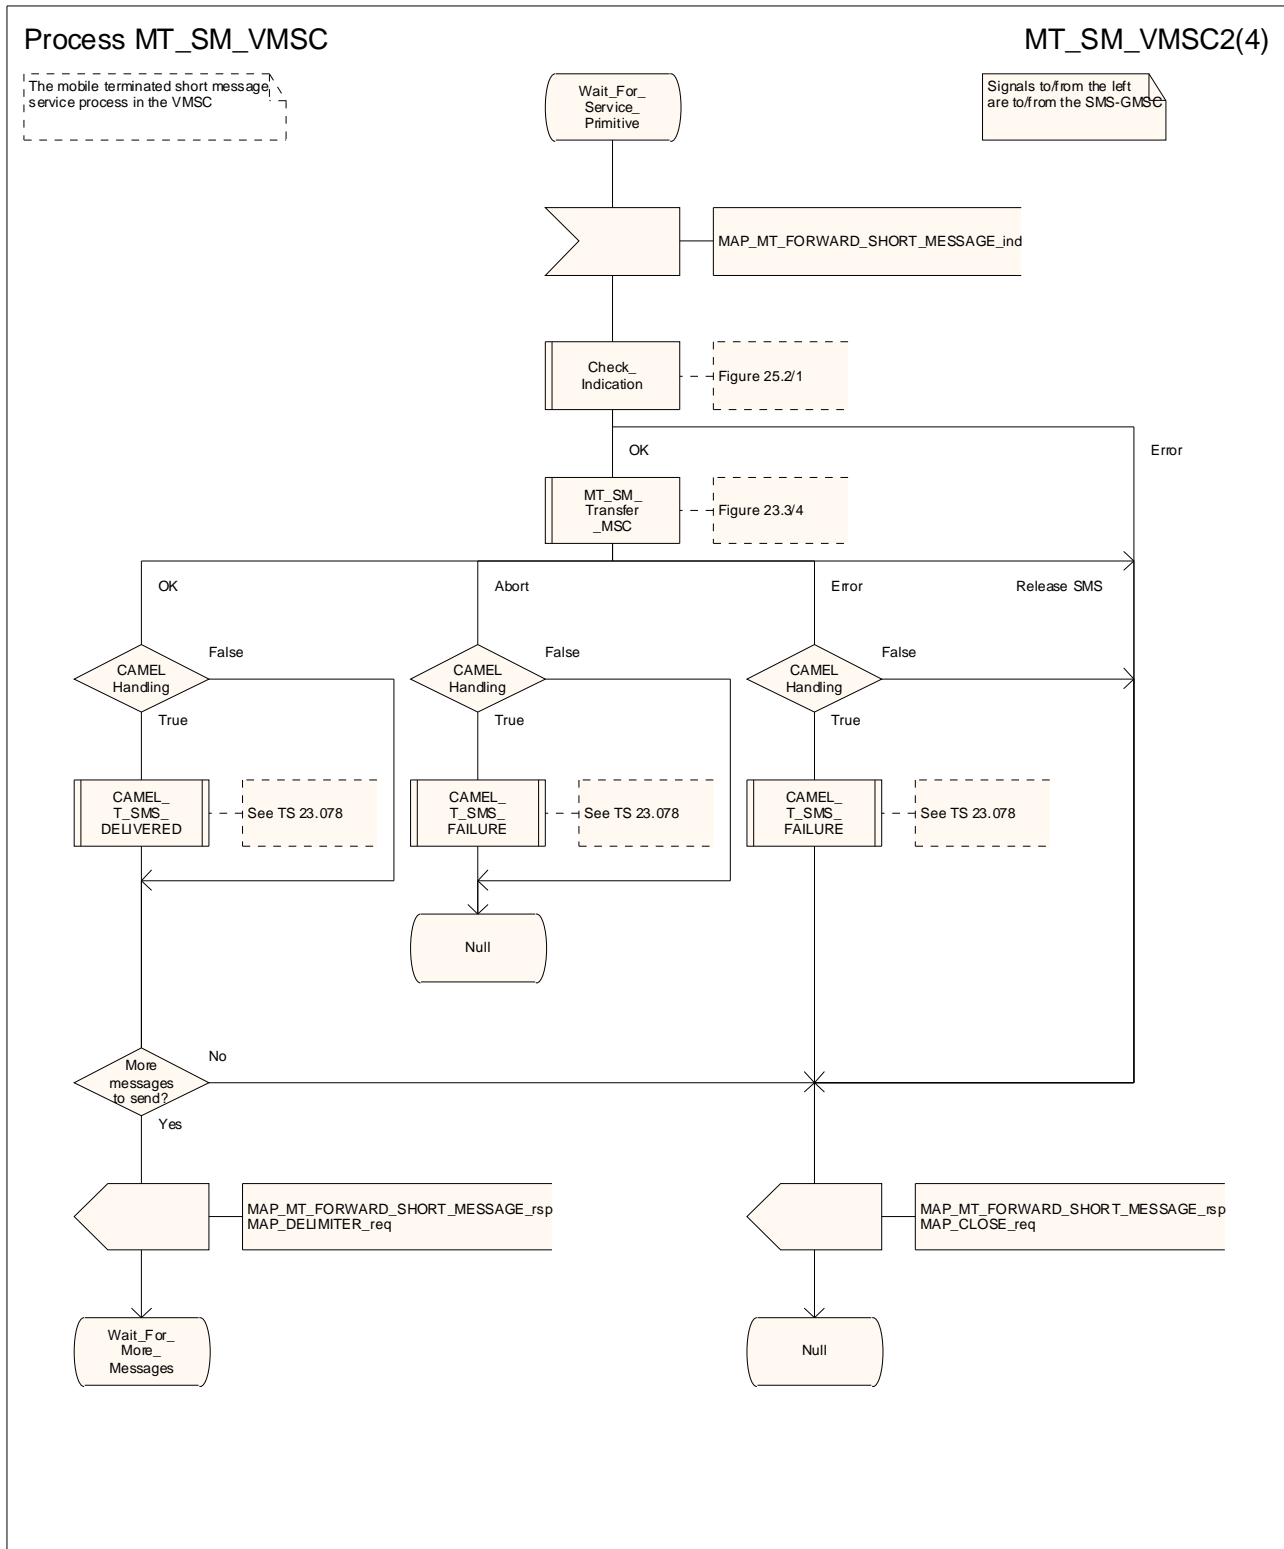 Process MT_SM_VMSC
MT_SM_VMSC2(4)
The mobile terminated short message
service process in the VMSC
Wait_For_
Service_
Primitive
Signals to/from the left
are to/from the SMS-GMSC
MAP_MT_FORWARD_SHORT_MESSAGE_ind
Check_
Indication
Figure 25.2/1
OK
Error
MT_SM_
Transfer
_MSC
Figure 23.3/4
OK
Abort
Error
Release SMS
CAMEL
Handling
False
True
CAMEL
Handling
False
True
CAMEL
Handling
False
True
CAMEL_
T_SMS_
DELIVERED
See TS 23.078
CAMEL_
T_SMS_
FAILURE
See TS 23.078
CAMEL_
T_SMS_
FAILURE
See TS 23.078
Null
More
messages
to send?
No
Yes
MAP_MT_FORWARD_SHORT_MESSAGE_rsp
MAP_DELIMITER_req
MAP_MT_FORWARD_SHORT_MESSAGE_rsp
MAP_CLOSE_req
Wait_For_
More_
Messages
Null